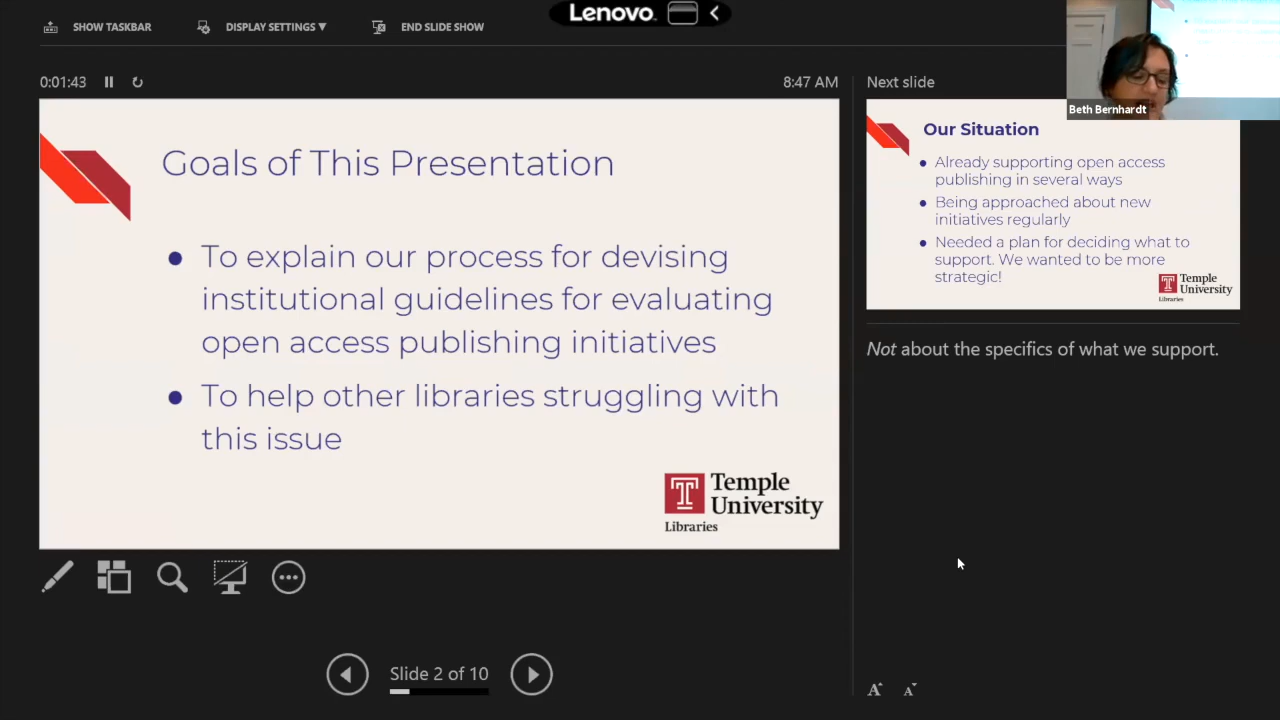 Lenovo
SHOW TASKBAR
DISPLAY SETTINGS ▼
END SLIDE SHOW
0:01:43
8:47 AM
Goals of This Presentation
● To explain our process for devising
institutional guidelines for evaluating
open access publishing initiatives
● To help other libraries struggling with
this issue
T Temple
University
Libraries
Slide 2 of 10
Next slide
Beth Bernhardt
Our Situation
● Already supporting open access
publishing in several ways
● Being approached about new
initiatives regularly
● Needed a plan for deciding what to
support. We wanted to be more
strategic!
T Temple
University
Libraries
Not about the specifics of what we support.
A A